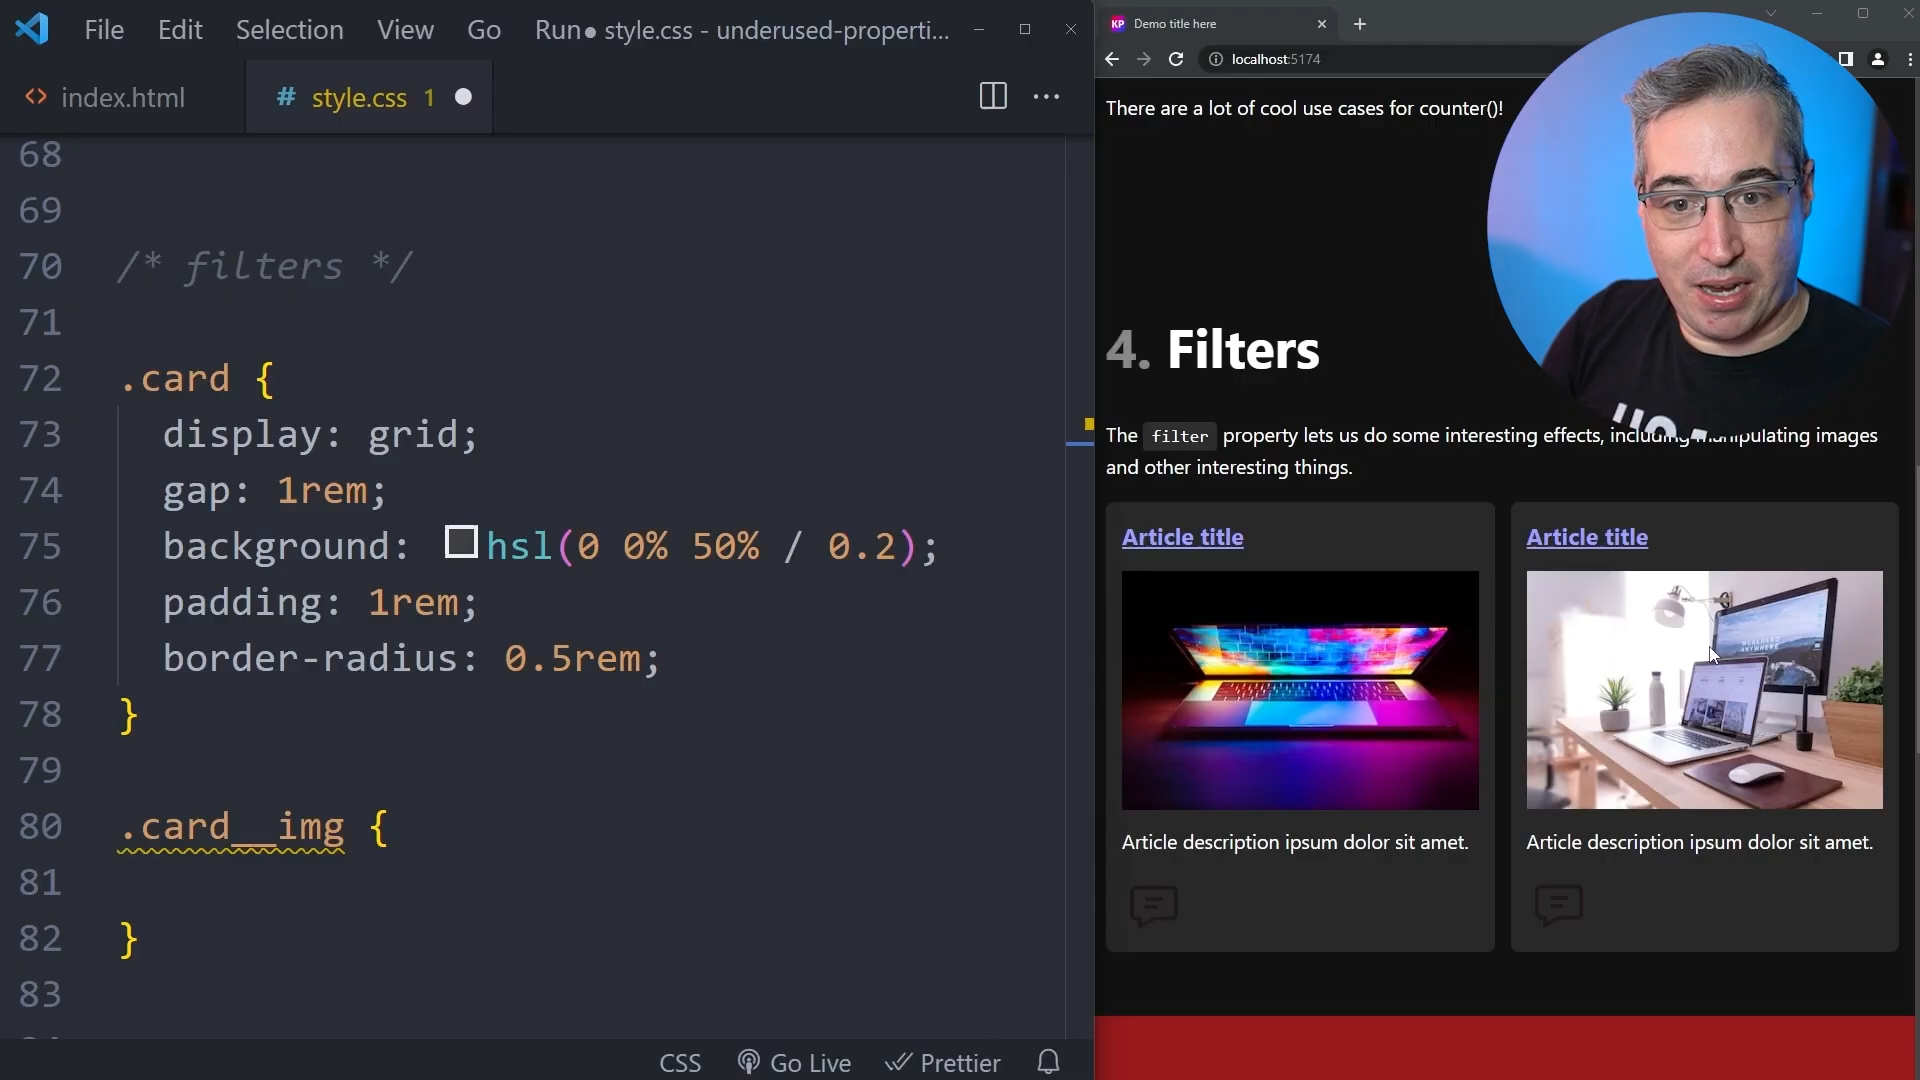 File Edit Selection View Go Run ● style.css - underused-properti...
index.html
# style.css 1
68
69
70 /* filters */
71
72 .card {
73 display: grid;
74 gap: 1rem;
75 background: hsl(0 0% 50% / 0.2);
76 padding: 1rem;
77 border-radius: 0.5rem;
78 }
79
80 .card__img {
81
82 }
83
CSS Go Live Prettier
KP Demo title here
localhost:5174
There are a lot of cool use cases for counter()!
4. Filters
The filter property lets us do some interesting effects, including manipulating images
and other interesting things.
Article title
Article description ipsum dolor sit amet.
Article title
WORKHARD
ANYWHERE
Article description ipsum dolor sit amet.